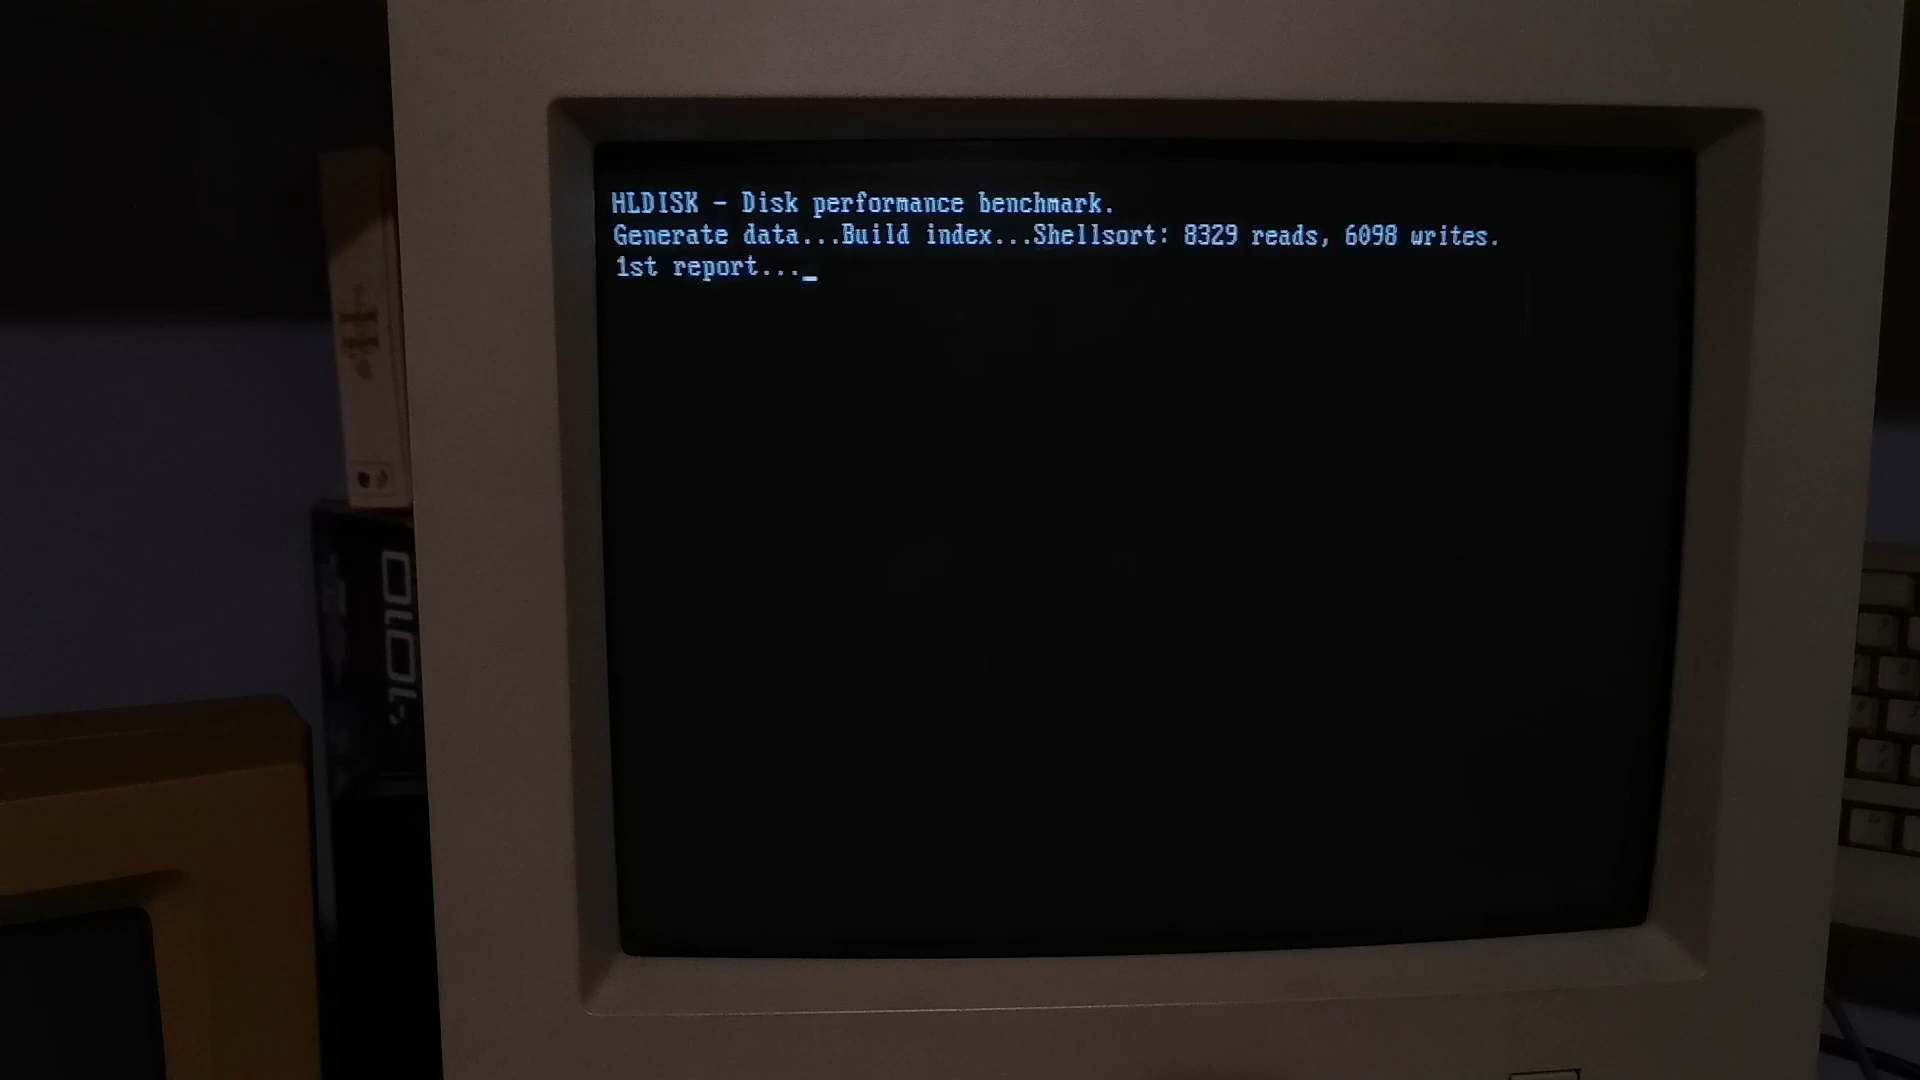 HLDISK - Disk performance benchmark.
Generate data...Build index...Shellsort: 8329 reads, 6098 writes.
1st report..._